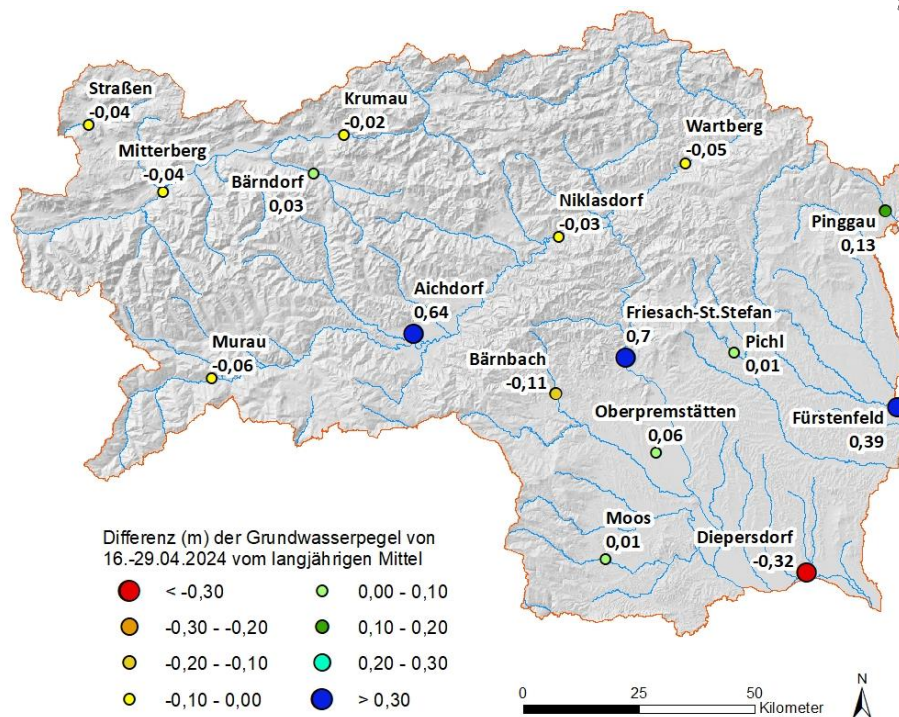 Straßen
-0,04
Krumau
-0,02
Wartberg
-0,05
Mitterberg
-0,04
Bärndorf
0,03
Niklasdorf
-0,03
Pinggau
0,13
Aichdorf
0,64
Friesach-St.Stefan
0,7
Pichl
0,01
Murau
-0,06
Bärnbach
-0,11
Fürstenfeld
0,39
Oberpremstätten
0,06
Moos
0,01
Diepersdorf
-0,32
Differenz (m) der Grundwasserpegel von
16.-29.04.2024 vom langjährigen Mittel
< -0,30
-0,30 - -0,20
-0,20 - -0,10
-0,10 - 0,00
0,00 - 0,10
0,10 - 0,20
0,20 - 0,30
> 0,30
0 25 50
Kilometer
N